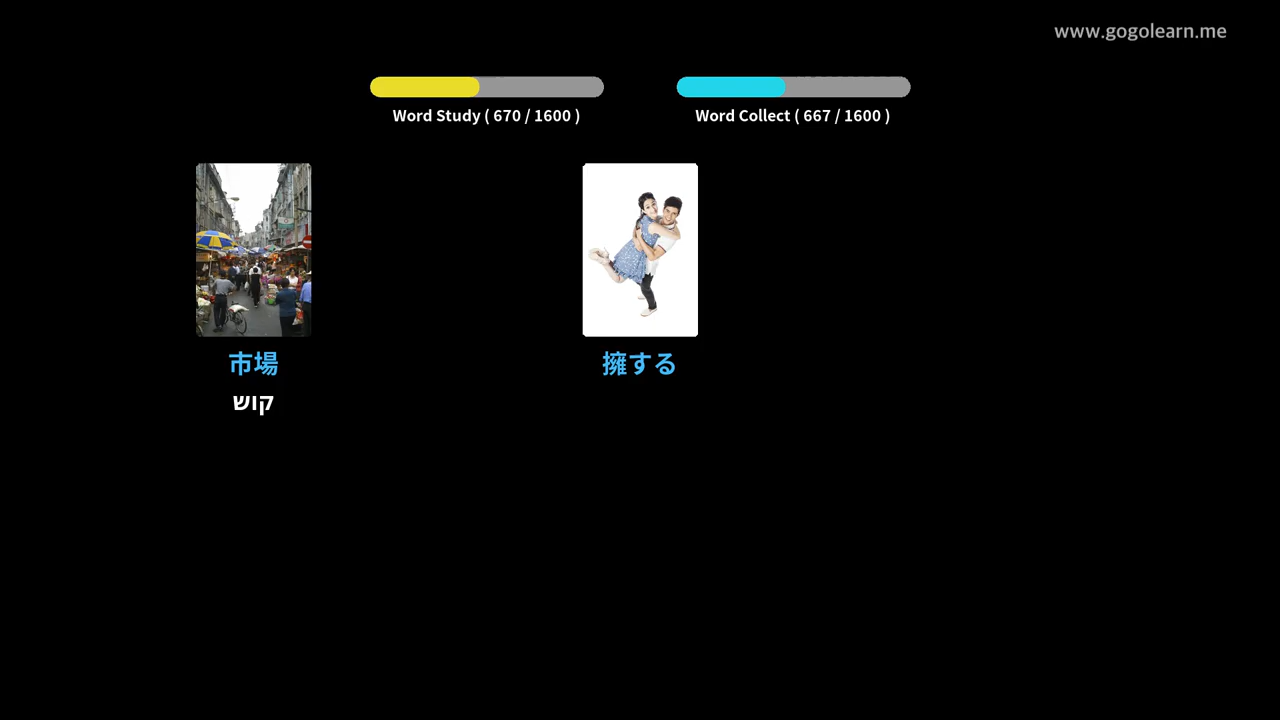 www.gogolearn.me
Word Study ( 670 / 1600 )
Word Collect ( 667 / 1600 )
市場
擁する
קוש